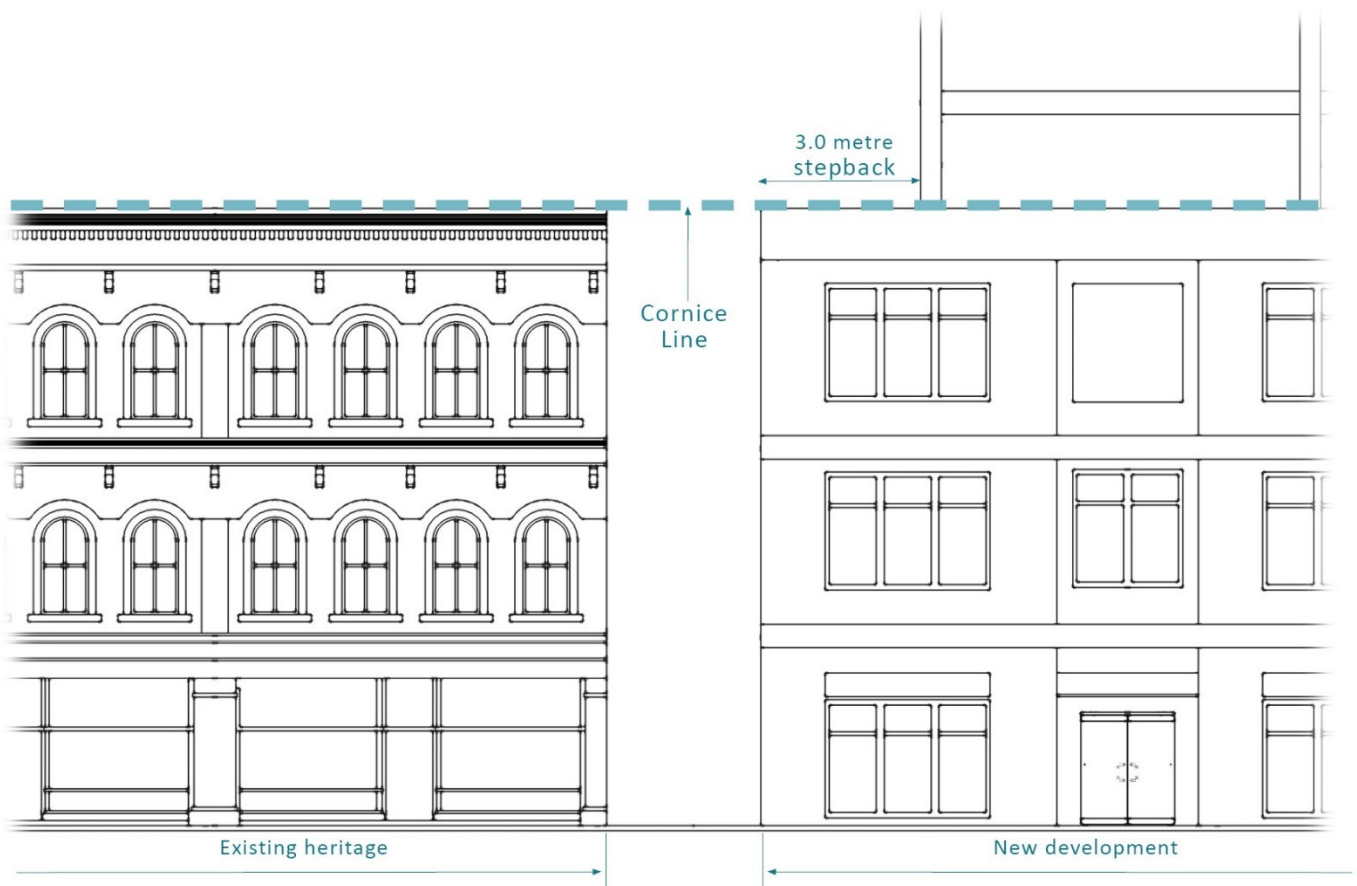 3.0 metre
stepback
Cornice
Line
Existing heritage
New development